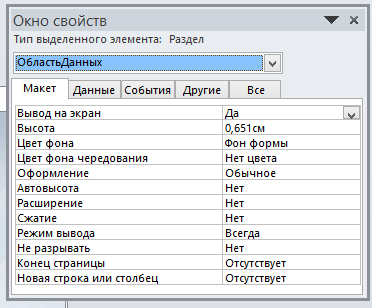 Окно свойств
Тип выделенного элемента: Раздел
ОбластьДанных
Макет Данные События Другие Все
Вывод на экран Да
Высота 0,651см
Цвет фона Фон формы
Цвет фона чередования Нет цвета
Оформление Обычное
Автовысота Нет
Расширение Нет
Сжатие Нет
Режим вывода Всегда
Не разрывать Нет
Конец страницы Отсутствует
Новая строка или столбец Отсутствует